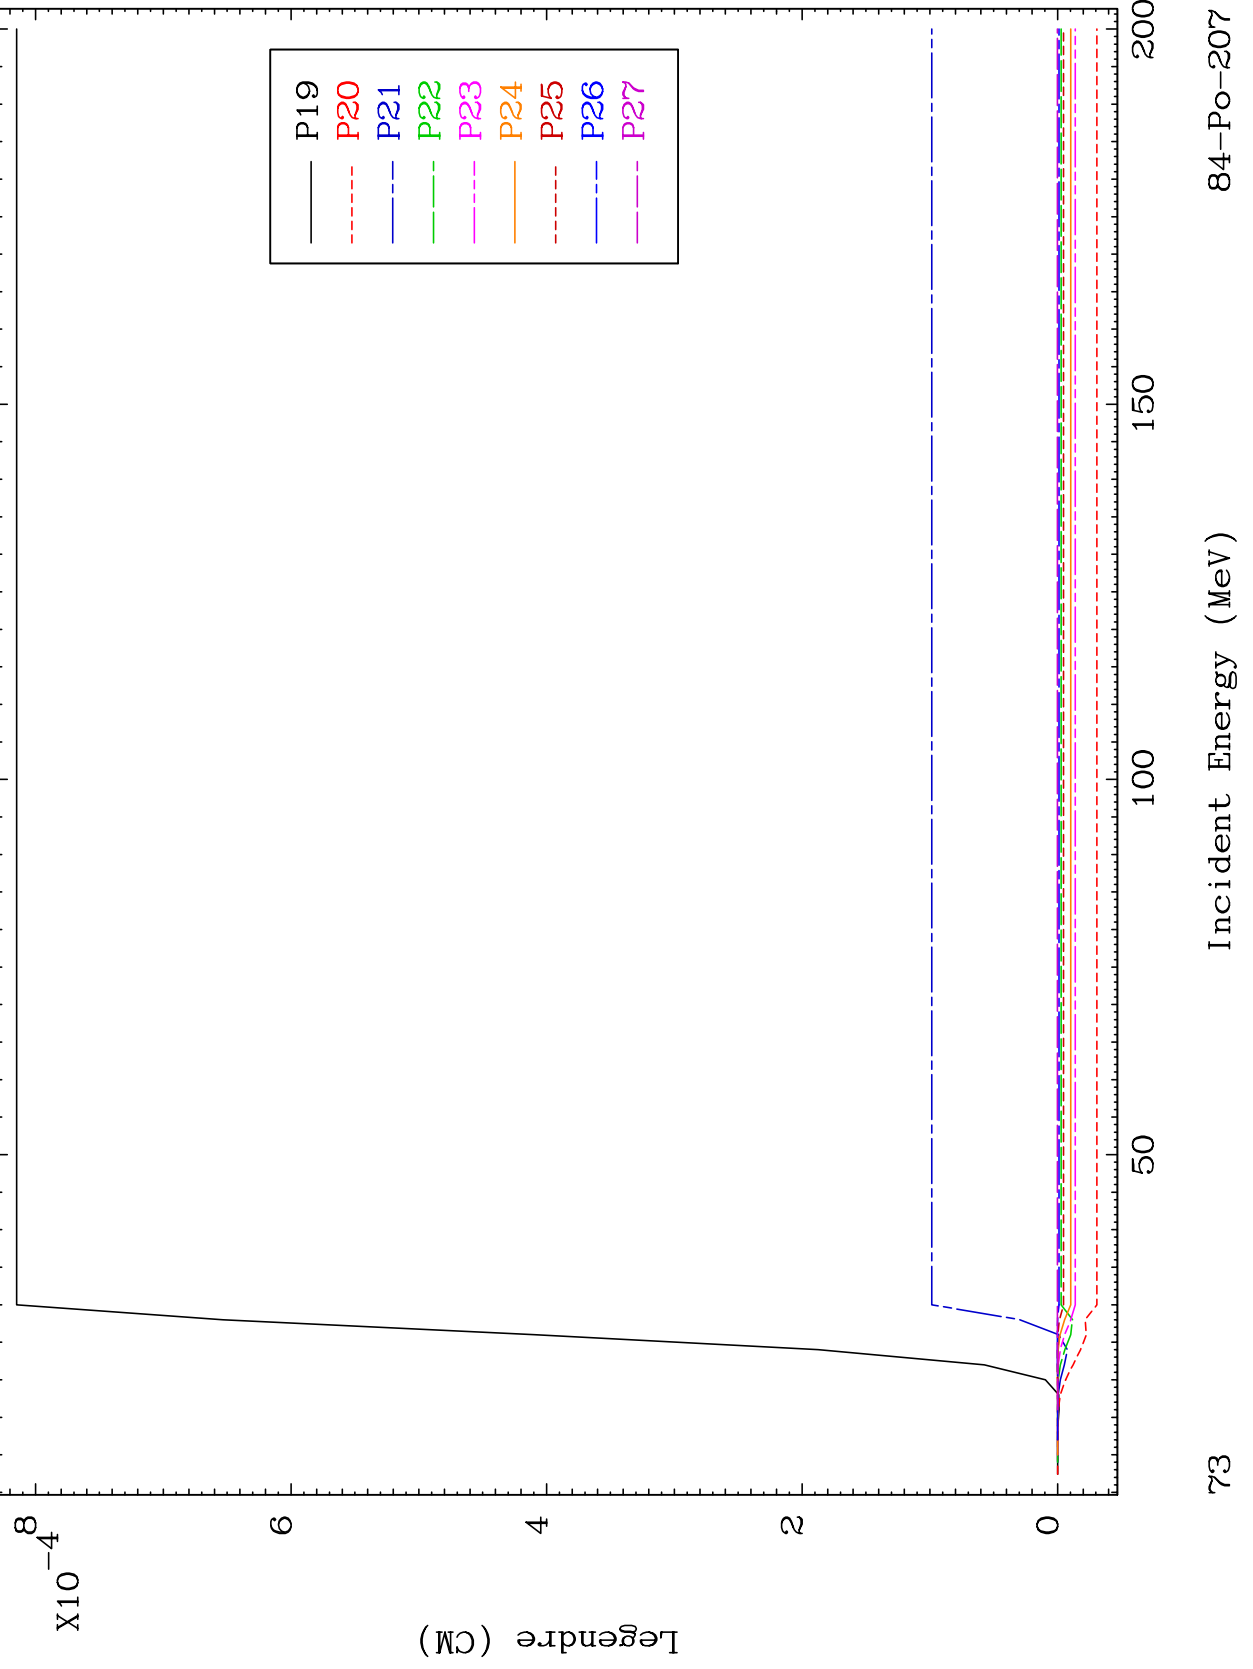 P19
P20
P21
P22
P23
P24
P25
P26
P27
8
6
4
2
0
X10-4
Legendre (CM)
50
100
150
200
Incident Energy (MeV)
73
84-Po-207